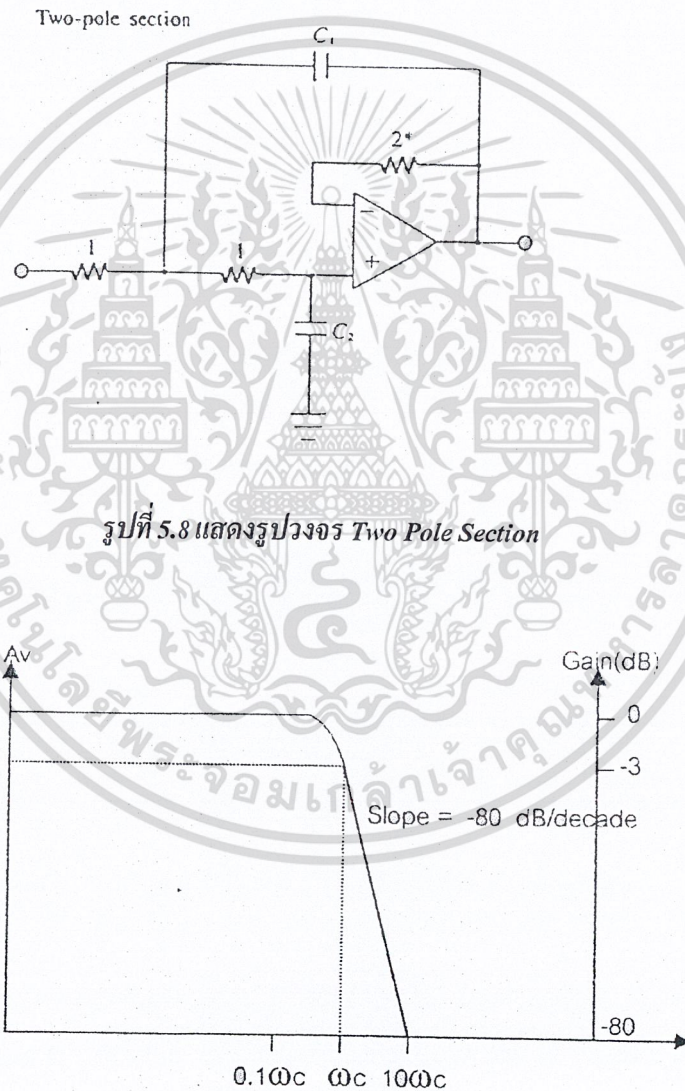 Two-pole section
C₁
2*
1
1
−
+
C₂
รูปที่ 5.8 แสดงรูปวงจร Two Pole Section
Av
Gain(dB)
0
-3
Slope = -80 dB/decade
-80
0.1ωc ωc 10ωc